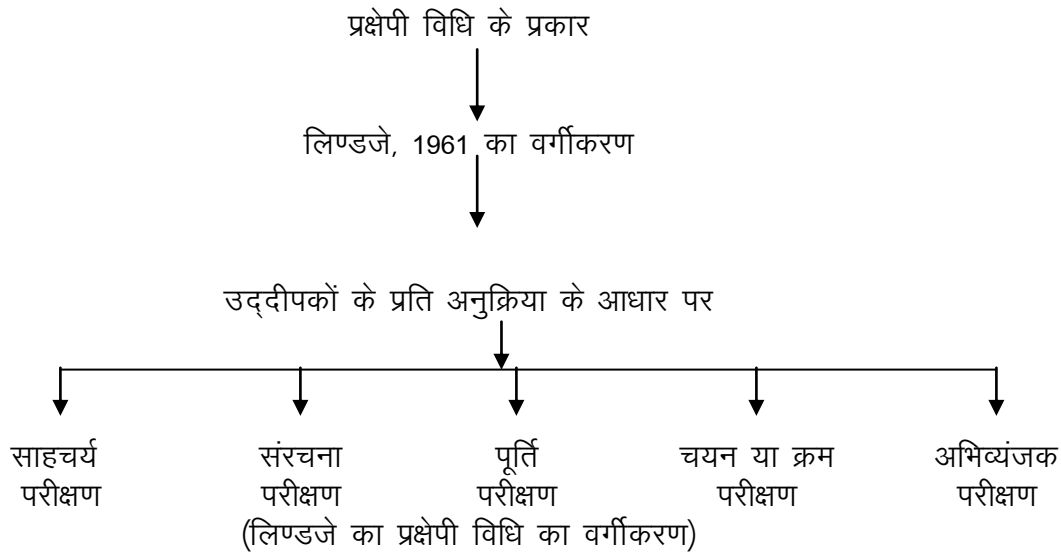 प्रक्षेपी विधि के प्रकार
लिण्डजे, 1961 का वर्गीकरण
उद्दीपकों के प्रति अनुक्रिया के आधार पर
साहचर्य परीक्षण
संरचना परीक्षण
पूर्ति परीक्षण
चयन या क्रम परीक्षण
अभिव्यंजक परीक्षण
(लिण्डजे का प्रक्षेपी विधि का वर्गीकरण)